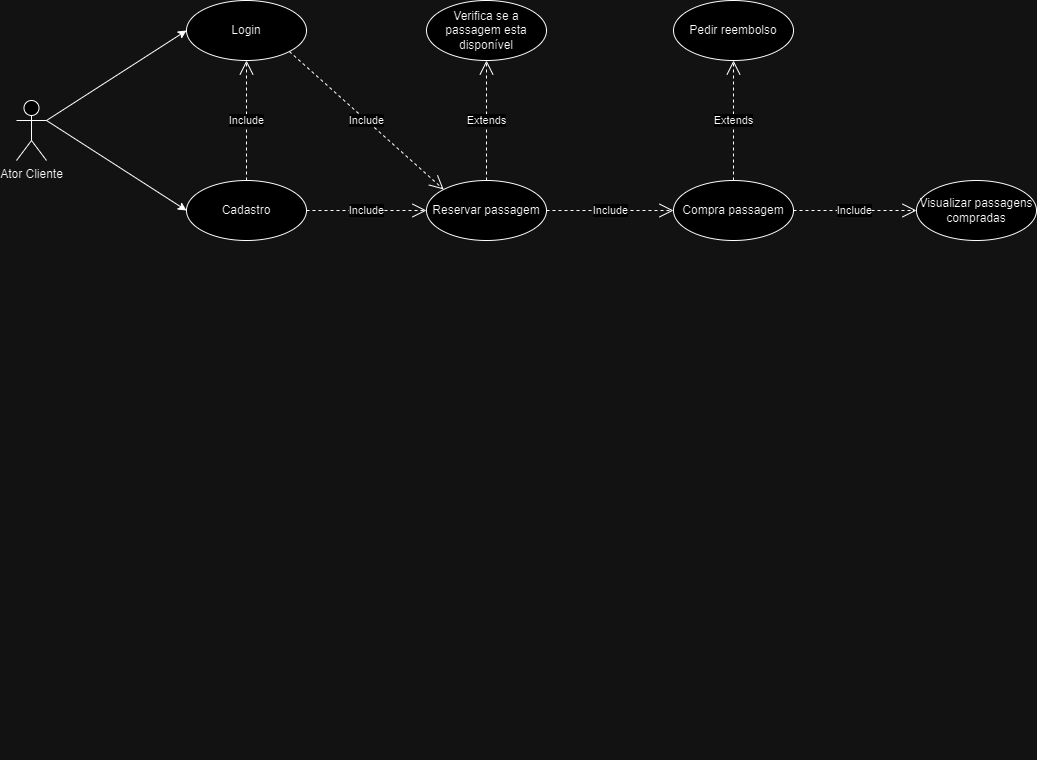 Login
Verifica se a
passagem esta
disponível
Pedir reembolso
Include
Include
Extends
Extends
Ator Cliente
Cadastro
Include
Reservar passagem
Include
Compra passagem
Include
Visualizar passagens
compradas